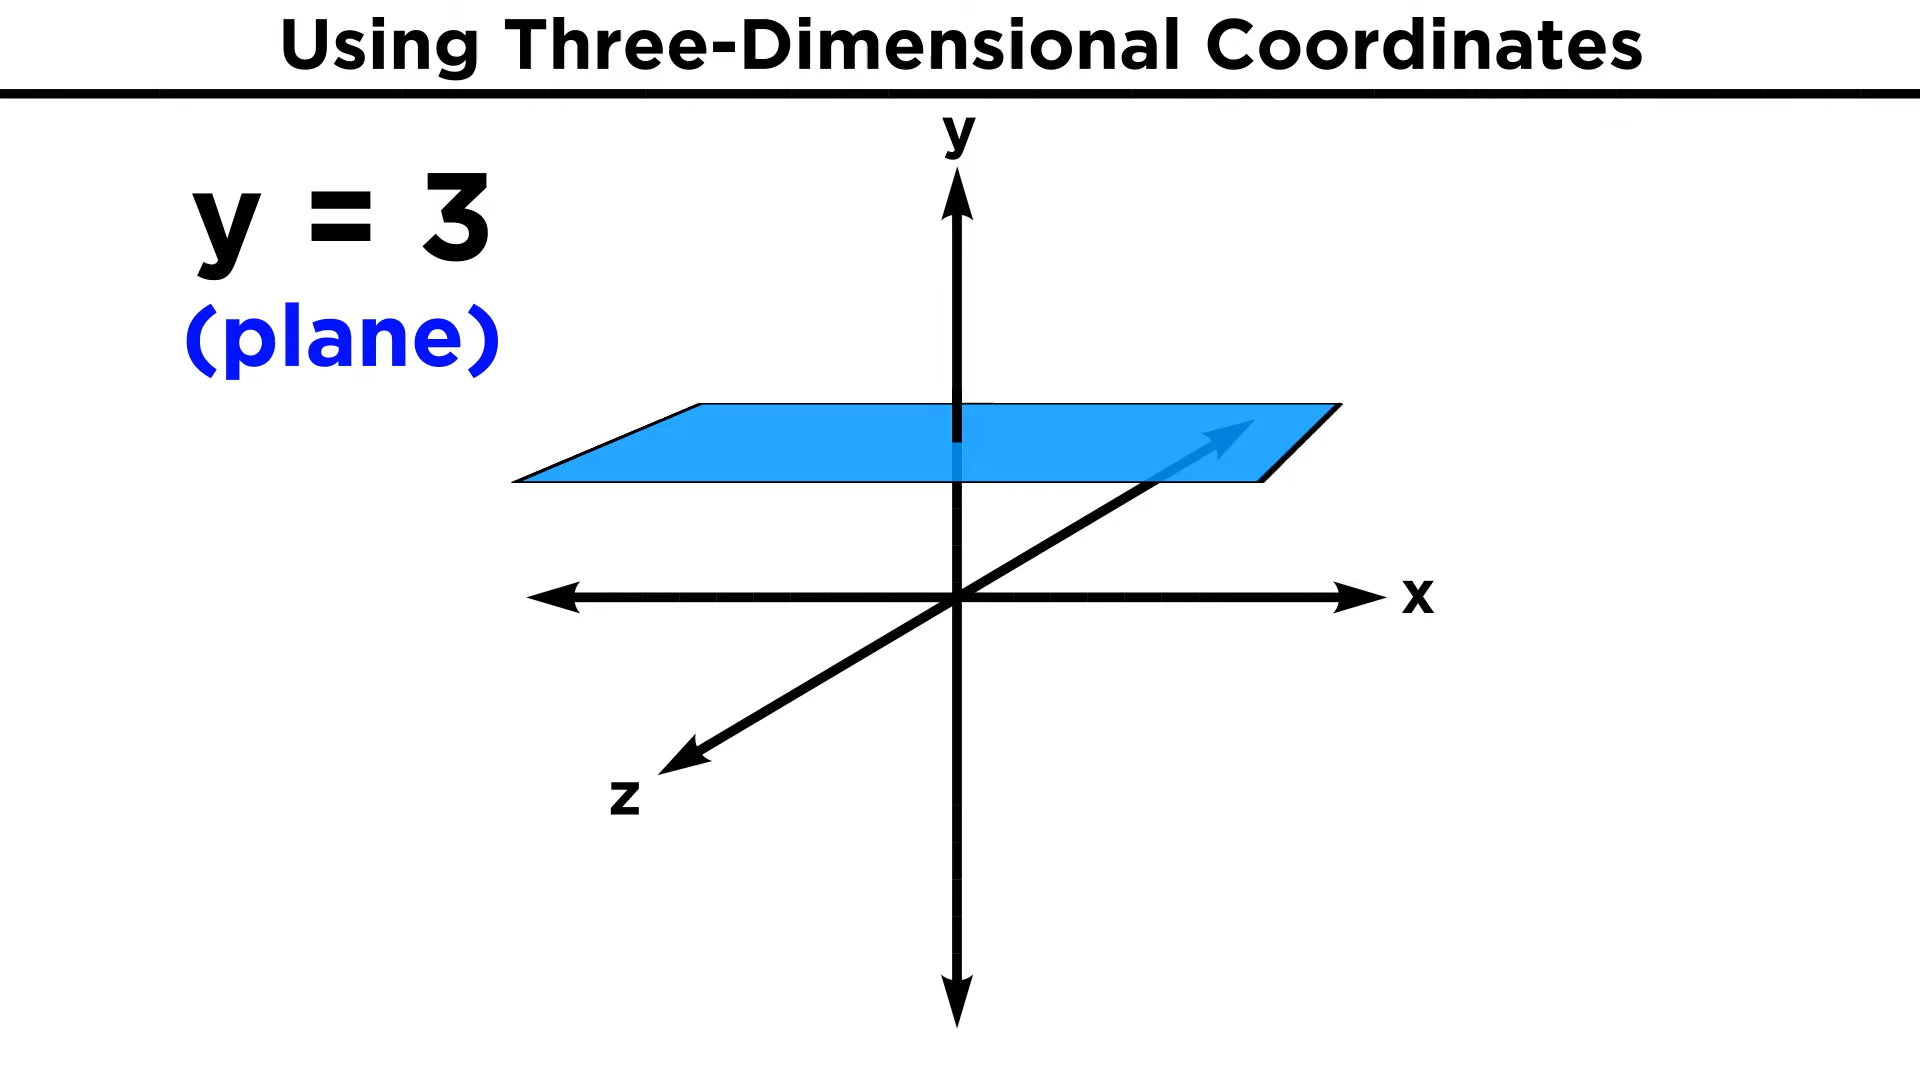 Using Three-Dimensional Coordinates
y
y = 3
(plane)
x
z